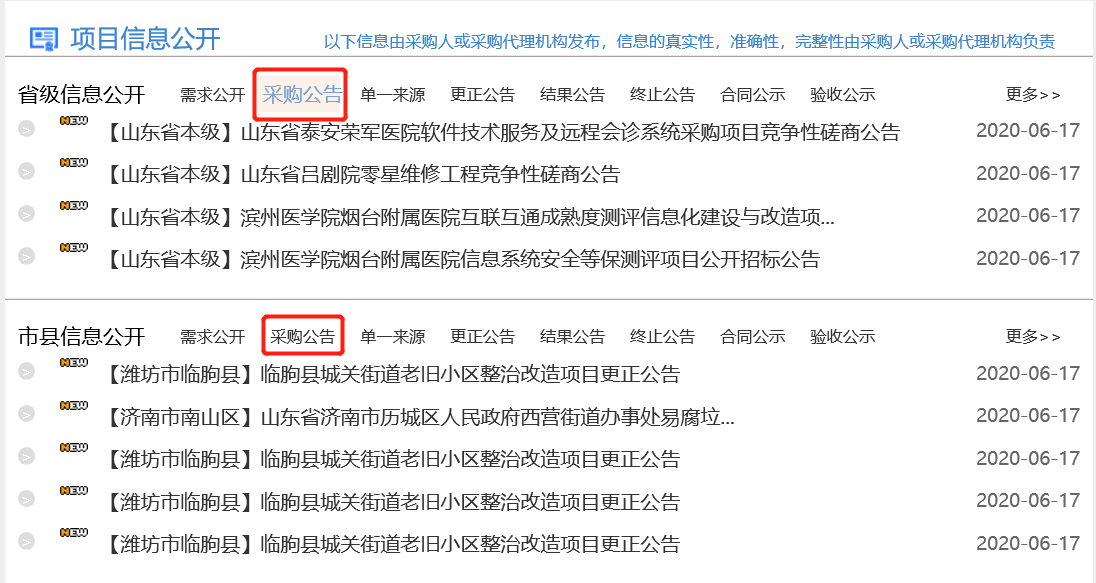 项目信息公开 以下信息由采购人或采购代理机构发布，信息的真实性，准确性，完整性由采购人或采购代理机构负责
省级信息公开 需求公开 采购公告 单一来源 更正公告 结果公告 终止公告 合同公示 验收公示 更多>>
> NEW 【山东省本级】山东省泰安荣军医院软件技术服务及远程会诊系统采购项目竞争性磋商公告 2020-06-17
> NEW 【山东省本级】山东省吕剧院零星维修工程竞争性磋商公告 2020-06-17
> NEW 【山东省本级】滨州医学院烟台附属医院互联互通成熟度测评信息化建设与改造项... 2020-06-17
> NEW 【山东省本级】滨州医学院烟台附属医院信息系统安全等保测评项目公开招标公告 2020-06-17
市县信息公开 需求公开 采购公告 单一来源 更正公告 结果公告 终止公告 合同公示 验收公示 更多>>
> NEW 【潍坊市临朐县】临朐县城关街道老旧小区整治改造项目更正公告 2020-06-17
> NEW 【济南市南山区】山东省济南市历城区人民政府西营街道办事处易腐垃... 2020-06-17
> NEW 【潍坊市临朐县】临朐县城关街道老旧小区整治改造项目更正公告 2020-06-17
> NEW 【潍坊市临朐县】临朐县城关街道老旧小区整治改造项目更正公告 2020-06-17
> NEW 【潍坊市临朐县】临朐县城关街道老旧小区整治改造项目更正公告 2020-06-17